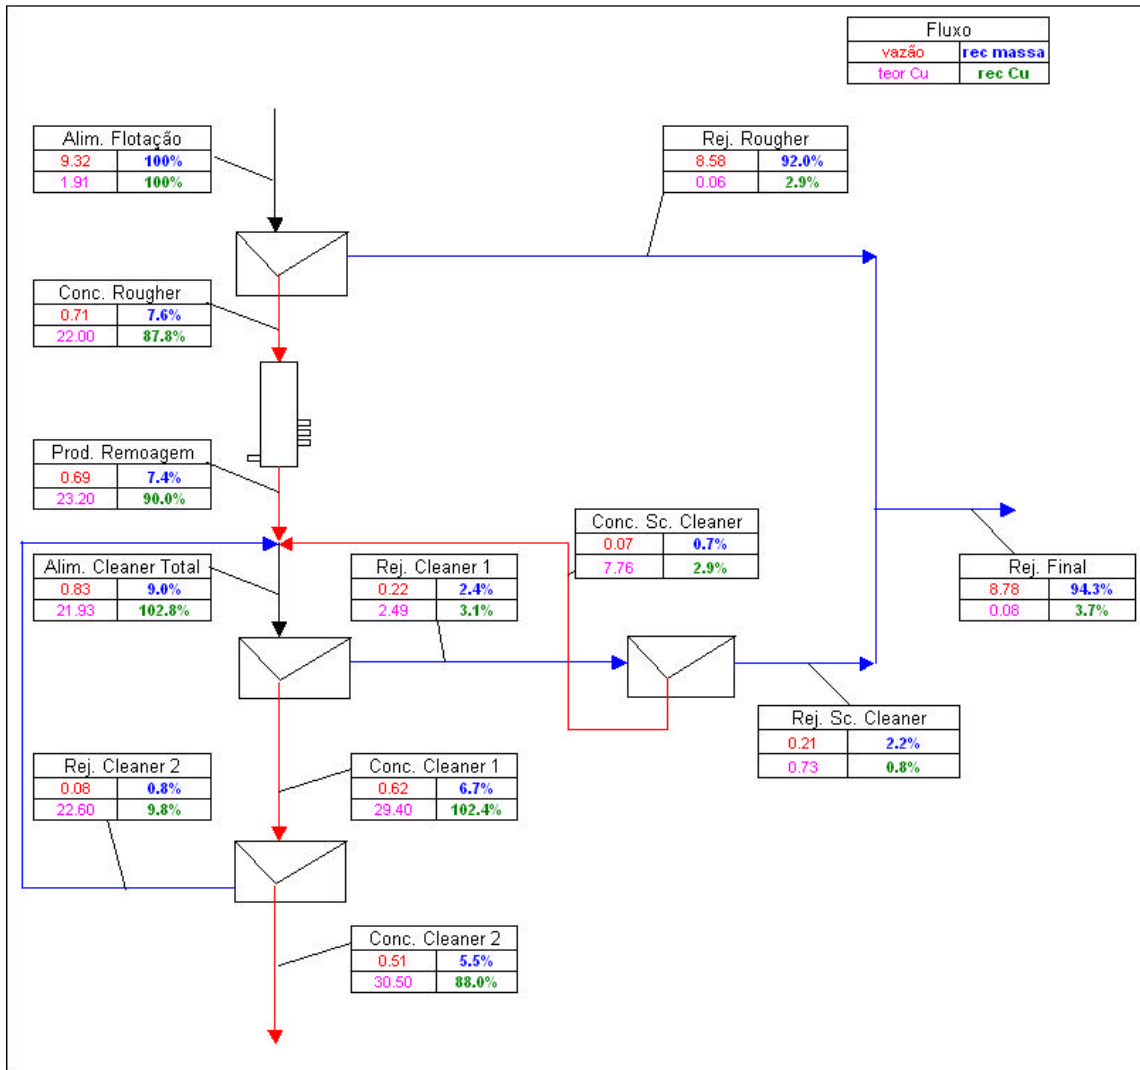 Fluxo
vazão rec massa
teor Cu rec Cu
Alim. Flotação
9.32 100%
1.91 100%
Rej. Rougher
8.58 92.0%
0.06 2.9%
Conc. Rougher
0.71 7.6%
22.00 87.8%
Prod. Remoagem
0.69 7.4%
23.20 90.0%
Conc. Sc. Cleaner
0.07 0.7%
7.76 2.9%
Alim. Cleaner Total
0.83 9.0%
21.93 102.8%
Rej. Cleaner 1
0.22 2.4%
2.49 3.1%
Rej. Final
8.78 94.3%
0.08 3.7%
Rej. Sc. Cleaner
0.21 2.2%
0.73 0.8%
Rej. Cleaner 2
0.08 0.8%
22.60 9.8%
Conc. Cleaner 1
0.62 6.7%
29.40 102.4%
Conc. Cleaner 2
0.51 5.5%
30.50 88.0%